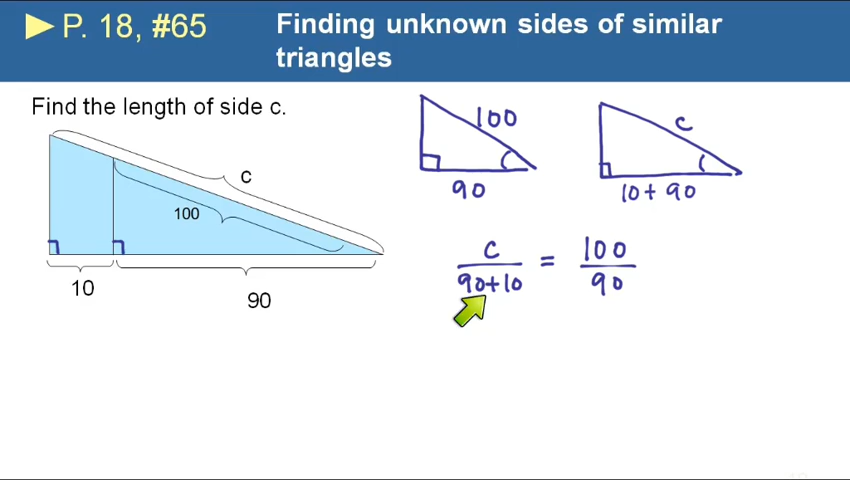 ▶ P. 18, #65
Finding unknown sides of similar
triangles
Find the length of side c.
c
100
10
90
100
90
c
10 + 90
c
90+10
=
100
90